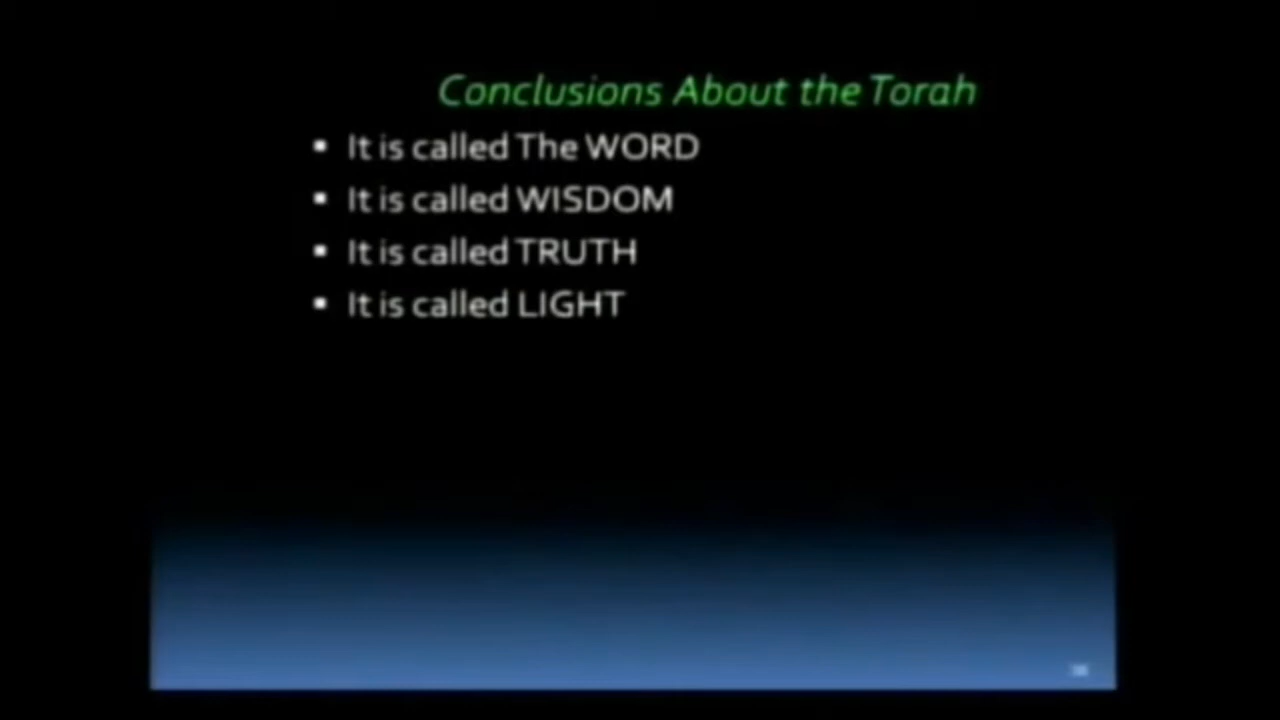 Conclusions About the Torah
▪ It is called The WORD
▪ It is called WISDOM
▪ It is called TRUTH
▪ It is called LIGHT